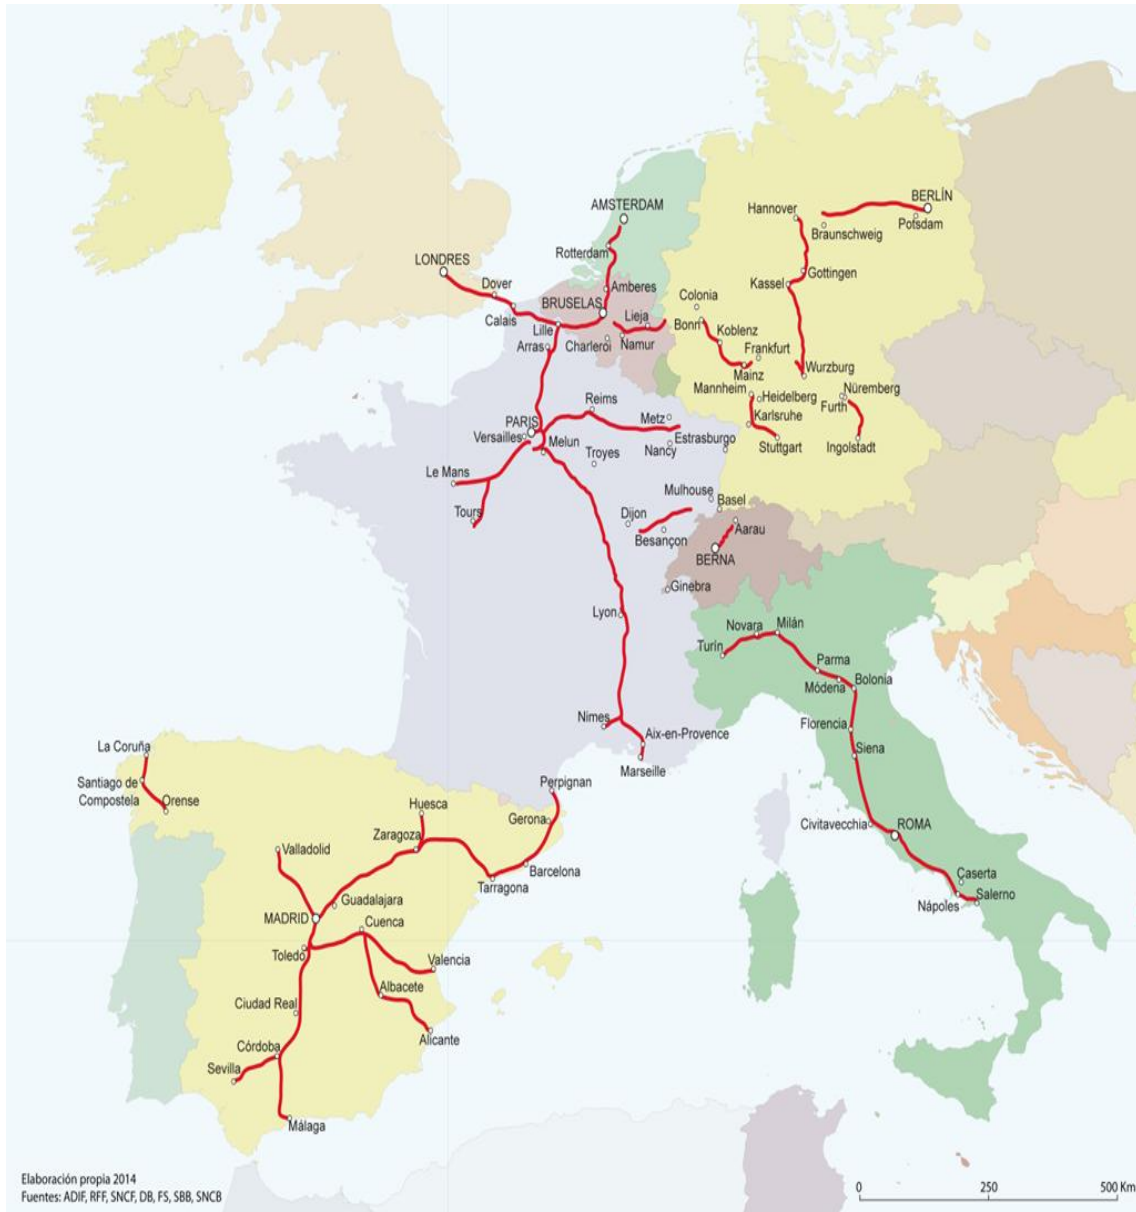 AMSTERDAM
Hannover
BERLÍN
Potsdam
Braunschweig
Rotterdam
LONDRES
Gottingen
Kassel
Dover
Amberes
Colonia
BRUSELAS
Calais
Lieja
Bonn
Lille
Koblenz
Arras
Charleroi
Namur
Frankfurt
Mainz
Wurzburg
Mannheim
Nüremberg
Heidelberg
Furth
Reims
Metz
Karlsruhe
PARIS
Versailles
Estrasburgo
Melun
Nancy
Stuttgart
Ingolstadt
Troyes
Le Mans
Mulhouse
Tours
Dijon
Basel
Aarau
Besançon
BERNA
Ginebra
Lyon
Novara
Milán
Turín
Parma
Módena
Bolonia
Nimes
Florencia
Aix-en-Provence
La Coruña
Siena
Marseille
Santiago de
Compostela
Perpignan
Orense
Huesca
Gerona
Civitavecchia
ROMA
Zaragoza
Valladolid
Barcelona
Caserta
Tarragona
Salerno
Guadalajara
Nápoles
MADRID
Cuenca
Toledo
Valencia
Albacete
Ciudad Real
Alicante
Córdoba
Sevilla
Málaga
Elaboración propia 2014
Fuentes: ADIF, RFF, SNCF, DB, FS, SBB, SNCB
0 250 500 Km